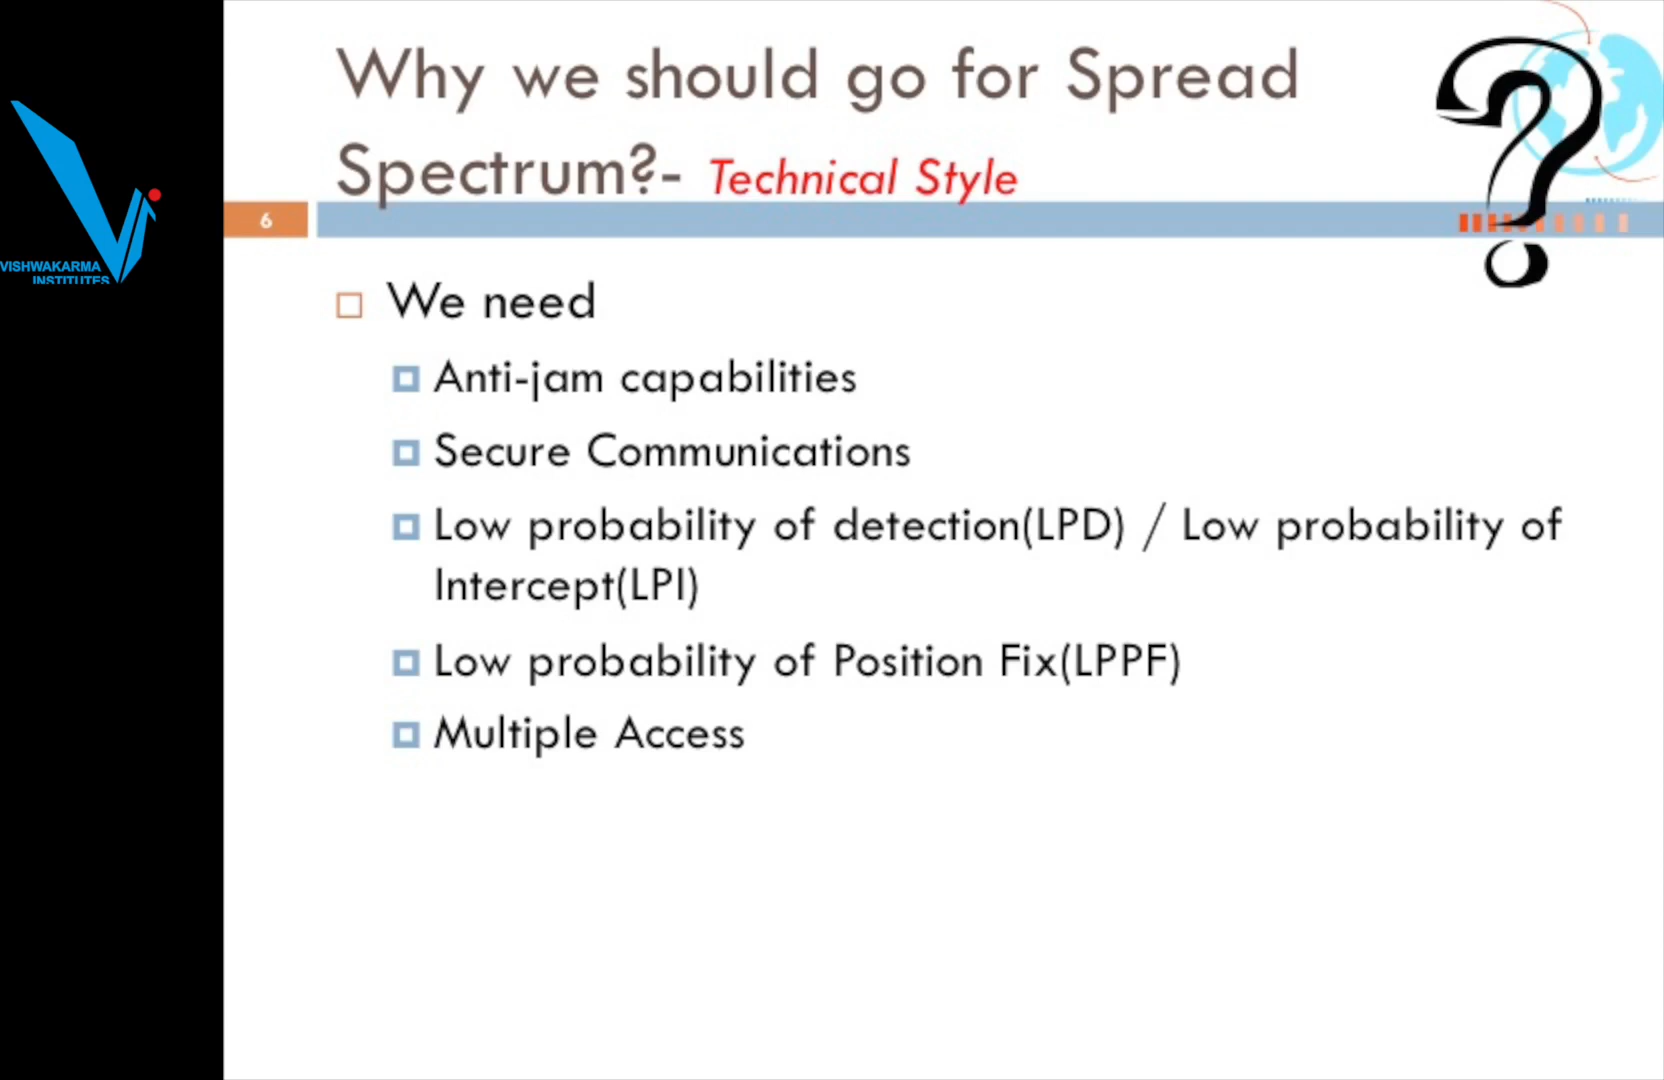 Why we should go for Spread
Spectrum?- Technical Style
6
VISHWAKARMA
INSTITUTES
We need
Anti-jam capabilities
Secure Communications
Low probability of detection(LPD) / Low probability of
Intercept(LPI)
Low probability of Position Fix(LPPF)
Multiple Access